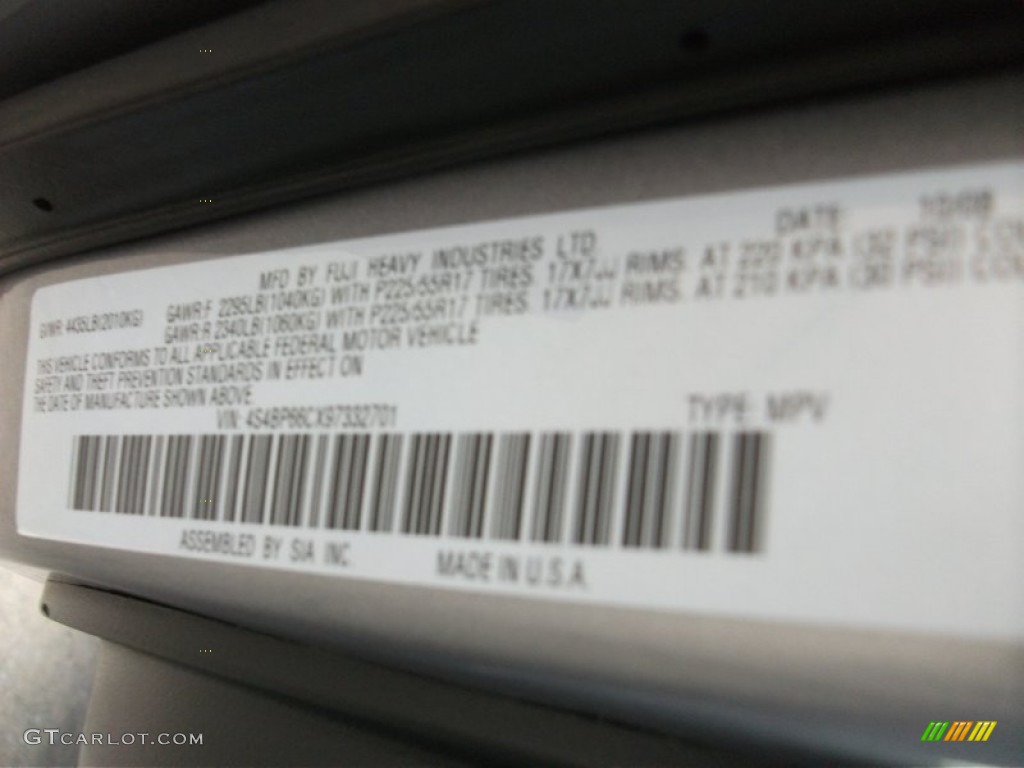 MFD BY FUJI HEAVY INDUSTRIES LTD. DATE: 10/08
GVWR: 4435LB(2010KG) GAWR:F 2295LB(1040KG) WITH P225/55R17 TIRES. 17X7JJ RIMS. AT 220 KPA (32 PSI) COL
GAWR:R 2340LB(1060KG) WITH P225/55R17 TIRES. 17X7JJ RIMS. AT 210 KPA (30 PSI) COL
THIS VEHICLE CONFORMS TO ALL APPLICABLE FEDERAL MOTOR VEHICLE
SAFETY AND THEFT PREVENTION STANDARDS IN EFFECT ON
THE DATE OF MANUFACTURE SHOWN ABOVE.
VIN: 4S4BP66CX97332701 TYPE: MPV
ASSEMBLED BY SIA INC. MADE IN U.S.A.
GTCARLOT.COM